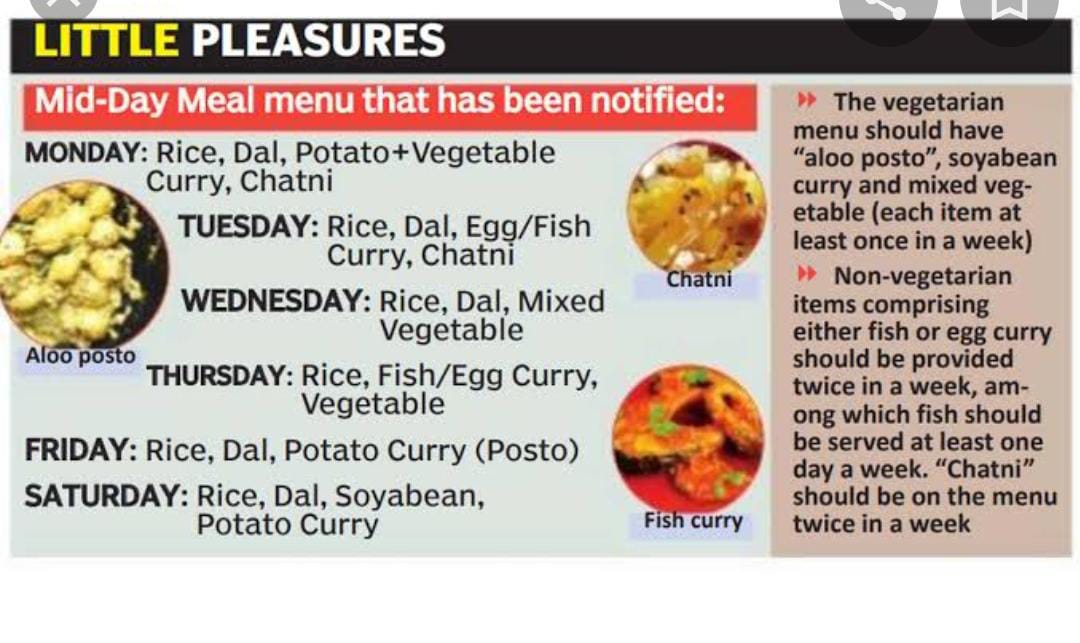 LITTLE PLEASURES
Mid-Day Meal menu that has been notified:
MONDAY: Rice, Dal, Potato+Vegetable
Curry, Chatni
TUESDAY: Rice, Dal, Egg/Fish
Curry, Chatni
WEDNESDAY: Rice, Dal, Mixed
Vegetable
THURSDAY: Rice, Fish/Egg Curry,
Vegetable
FRIDAY: Rice, Dal, Potato Curry (Posto)
SATURDAY: Rice, Dal, Soyabean,
Potato Curry
Aloo posto
Chatni
Fish curry
The vegetarian
menu should have
“aloo posto”, soyabean
curry and mixed veg-
etable (each item at
least once in a week)
Non-vegetarian
items comprising
either fish or egg curry
should be provided
twice in a week, am-
ong which fish should
be served at least one
day a week. “Chatni”
should be on the menu
twice in a week